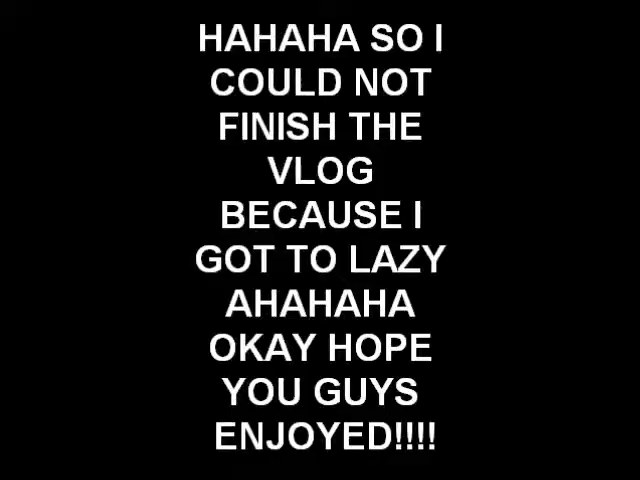 HAHAHA SO I
COULD NOT
FINISH THE
VLOG
BECAUSE I
GOT TO LAZY
AHAHAHA
OKAY HOPE
YOU GUYS
ENJOYED!!!!